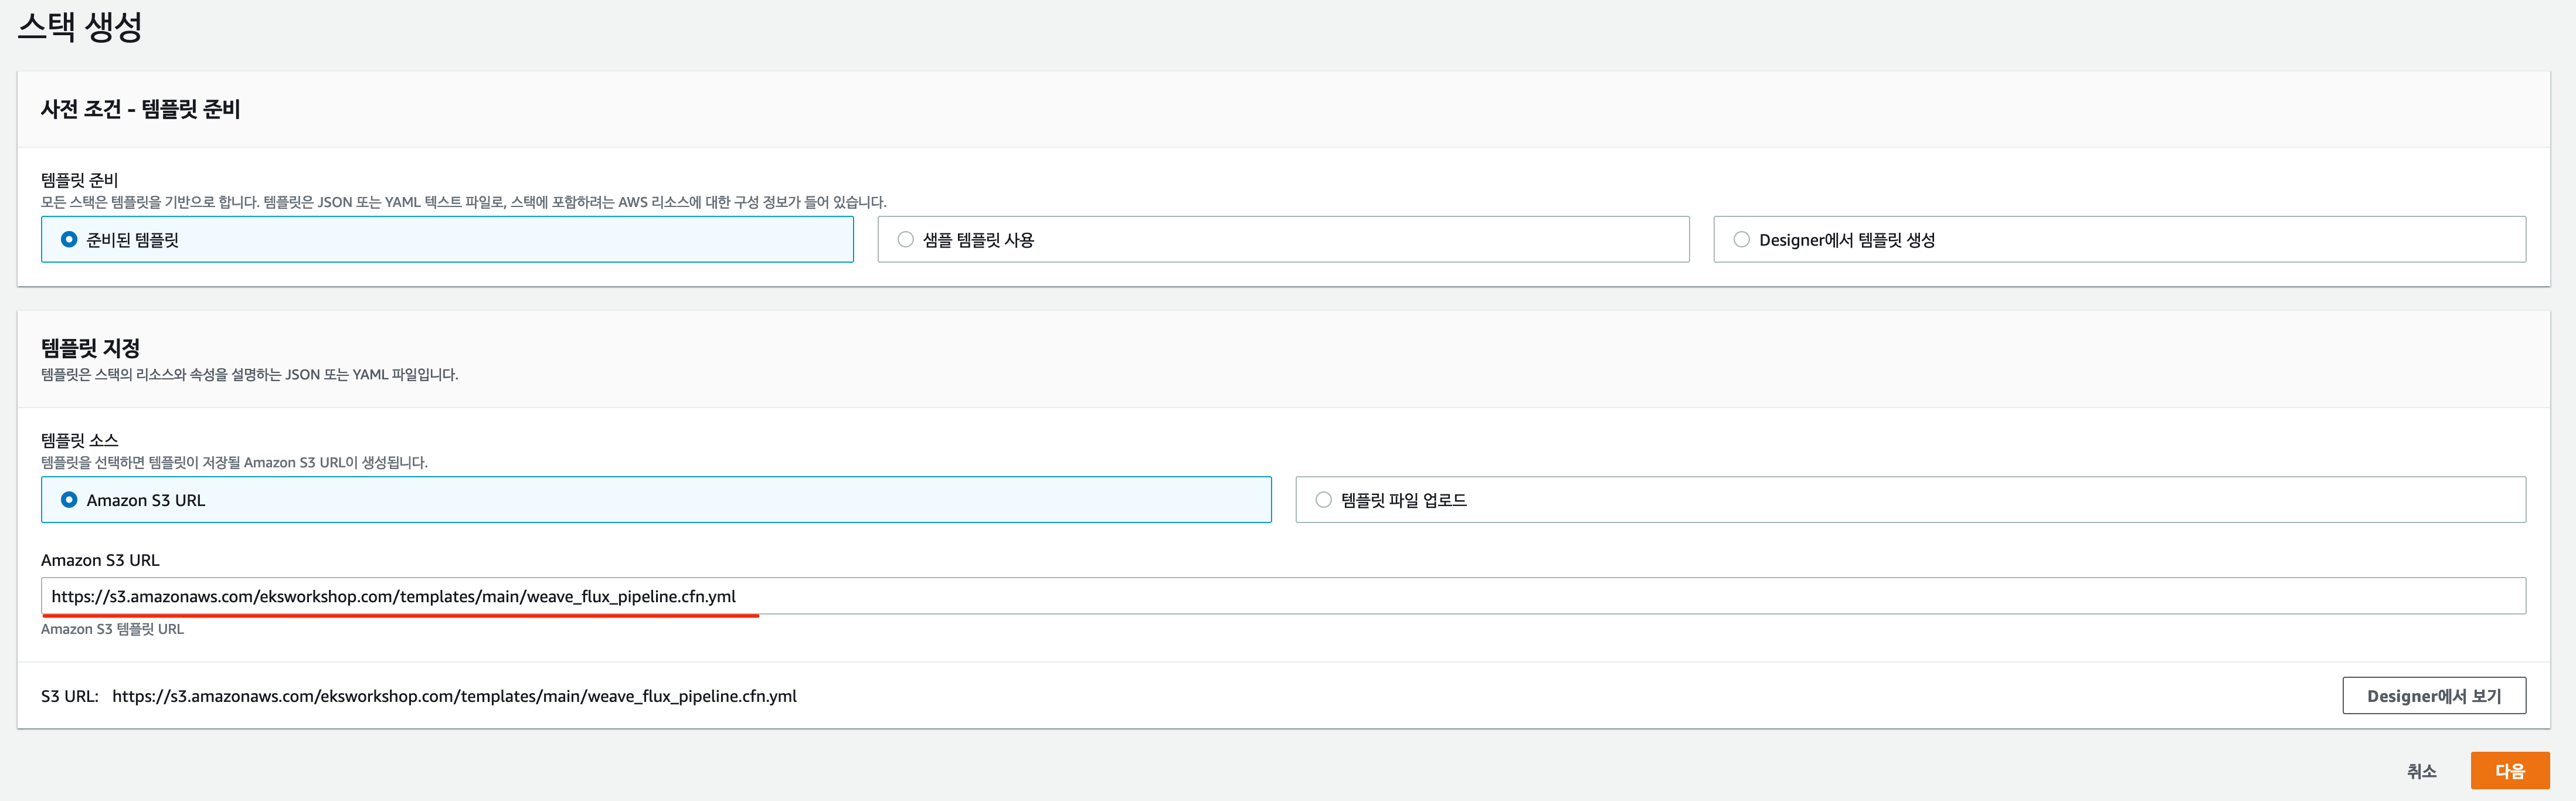 스택 생성
사전 조건 - 템플릿 준비
템플릿 준비
모든 스택은 템플릿을 기반으로 합니다. 템플릿은 JSON 또는 YAML 텍스트 파일로, 스택에 포함하려는 AWS 리소스에 대한 구성 정보가 들어 있습니다.
준비된 템플릿
샘플 템플릿 사용
Designer에서 템플릿 생성
템플릿 지정
템플릿은 스택의 리소스와 속성을 설명하는 JSON 또는 YAML 파일입니다.
템플릿 소스
템플릿을 선택하면 템플릿이 저장될 Amazon S3 URL이 생성됩니다.
Amazon S3 URL
템플릿 파일 업로드
Amazon S3 URL
https://s3.amazonaws.com/eksworkshop.com/templates/main/weave_flux_pipeline.cfn.yml
Amazon S3 템플릿 URL
S3 URL: https://s3.amazonaws.com/eksworkshop.com/templates/main/weave_flux_pipeline.cfn.yml
Designer에서 보기
취소
다음